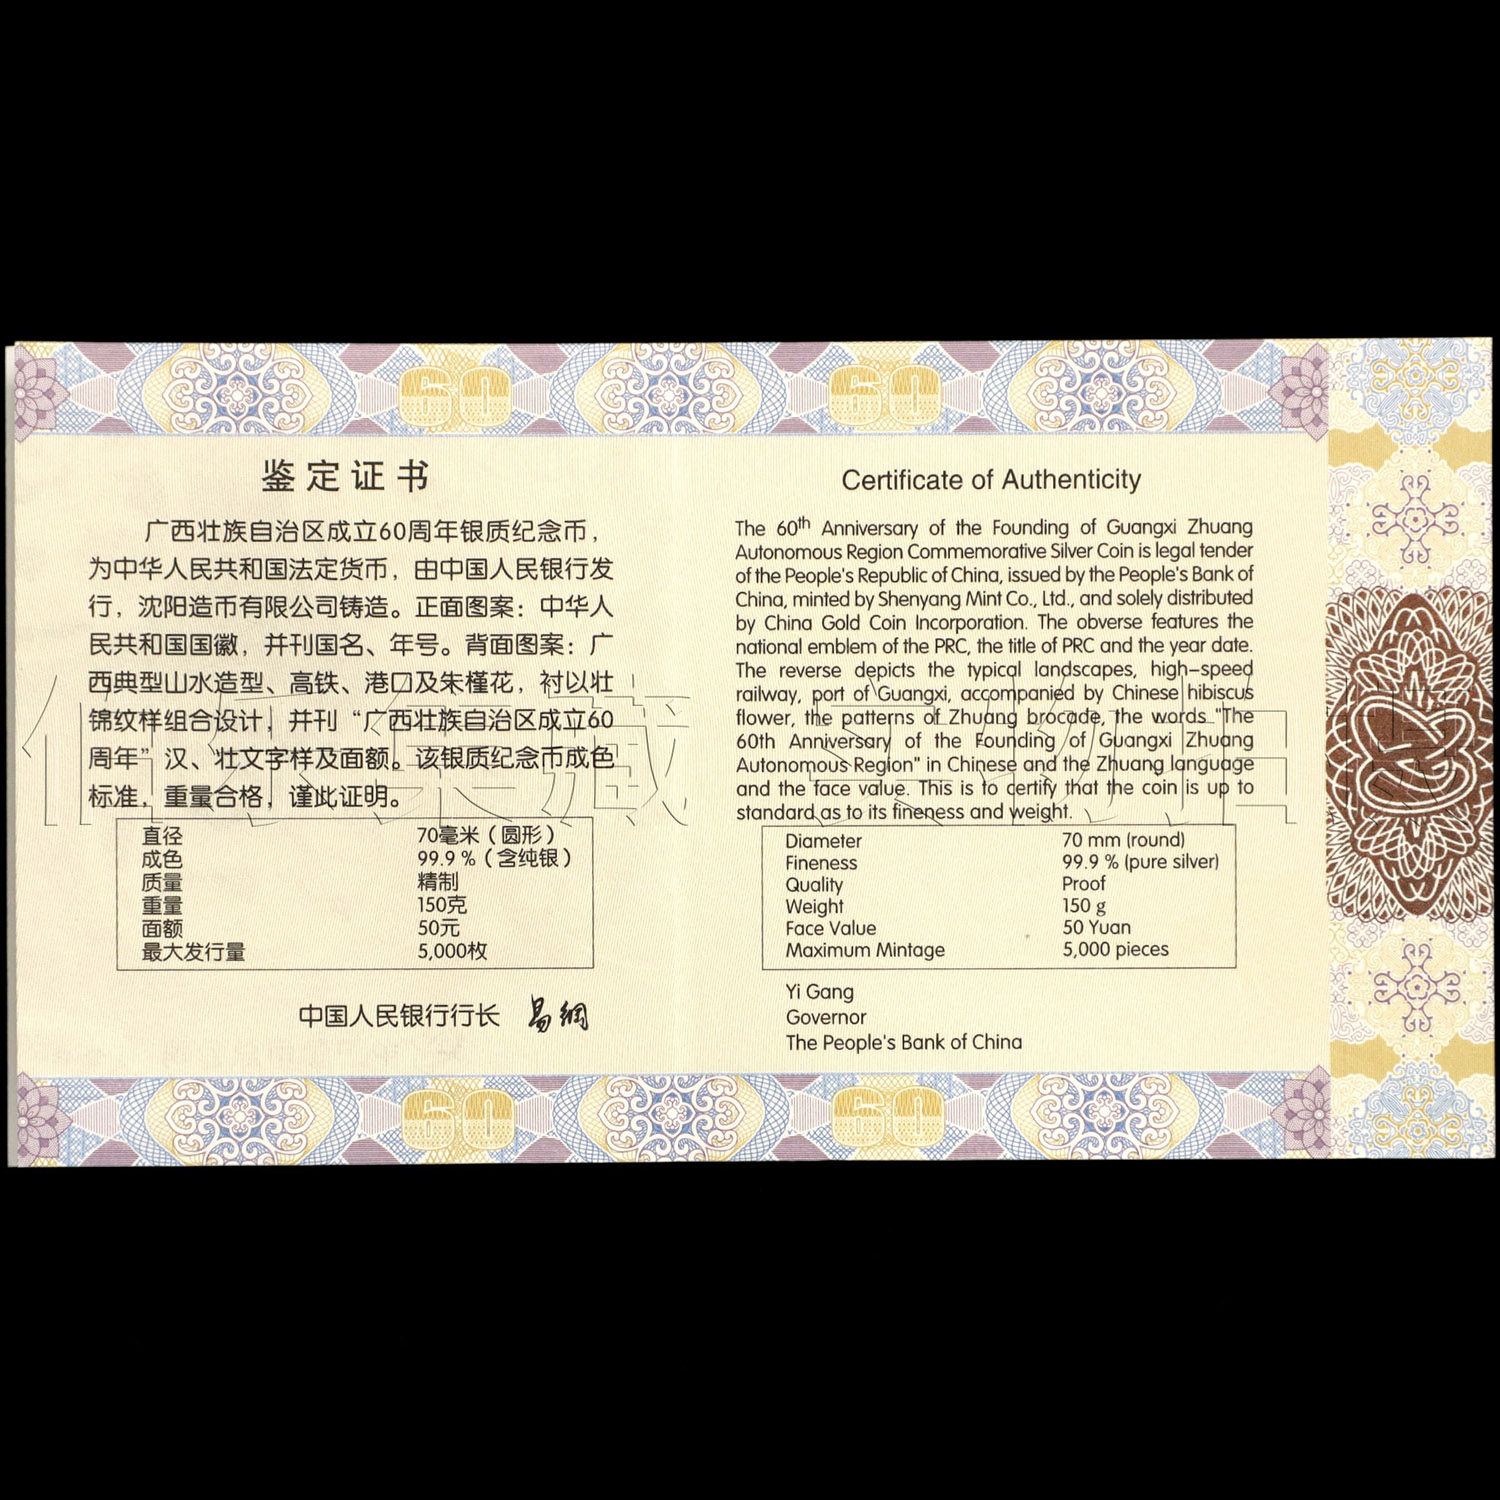 鉴定证书
广西壮族自治区成立60周年银质纪念币，
为中华人民共和国法定货币，由中国人民银行发
行，沈阳造币有限公司铸造。正面图案：中华人
民共和国国徽，并刊国名、年号。背面图案：广
西典型山水造型、高铁、港口及朱槿花，衬以壮
锦纹样组合设计，并刊“广西壮族自治区成立60
周年”汉、壮文字样及面额。该银质纪念币成色
标准，重量合格，谨此证明。
直径 70毫米（圆形）
成色 99.9 %（含纯银）
质量 精制
重量 150克
面额 50元
最大发行量 5,000枚
中国人民银行行长 易綱
Certificate of Authenticity
The 60th Anniversary of the Founding of Guangxi Zhuang
Autonomous Region Commemorative Silver Coin is legal tender
of the People's Republic of China, issued by the People's Bank of
China, minted by Shenyang Mint Co., Ltd., and solely distributed
by China Gold Coin Incorporation. The obverse features the
national emblem of the PRC, the title of PRC and the year date.
The reverse depicts the typical landscapes, high-speed
railway, port of Guangxi, accompanied by Chinese hibiscus
flower, the patterns of Zhuang brocade, the words "The
60th Anniversary of the Founding of Guangxi Zhuang
Autonomous Region" in Chinese and the Zhuang language
and the face value. This is to certify that the coin is up to
standard as to its fineness and weight.
Diameter 70 mm (round)
Fineness 99.9 % (pure silver)
Quality Proof
Weight 150 g
Face Value 50 Yuan
Maximum Mintage 5,000 pieces
Yi Gang
Governor
The People's Bank of China
60
60
60
60